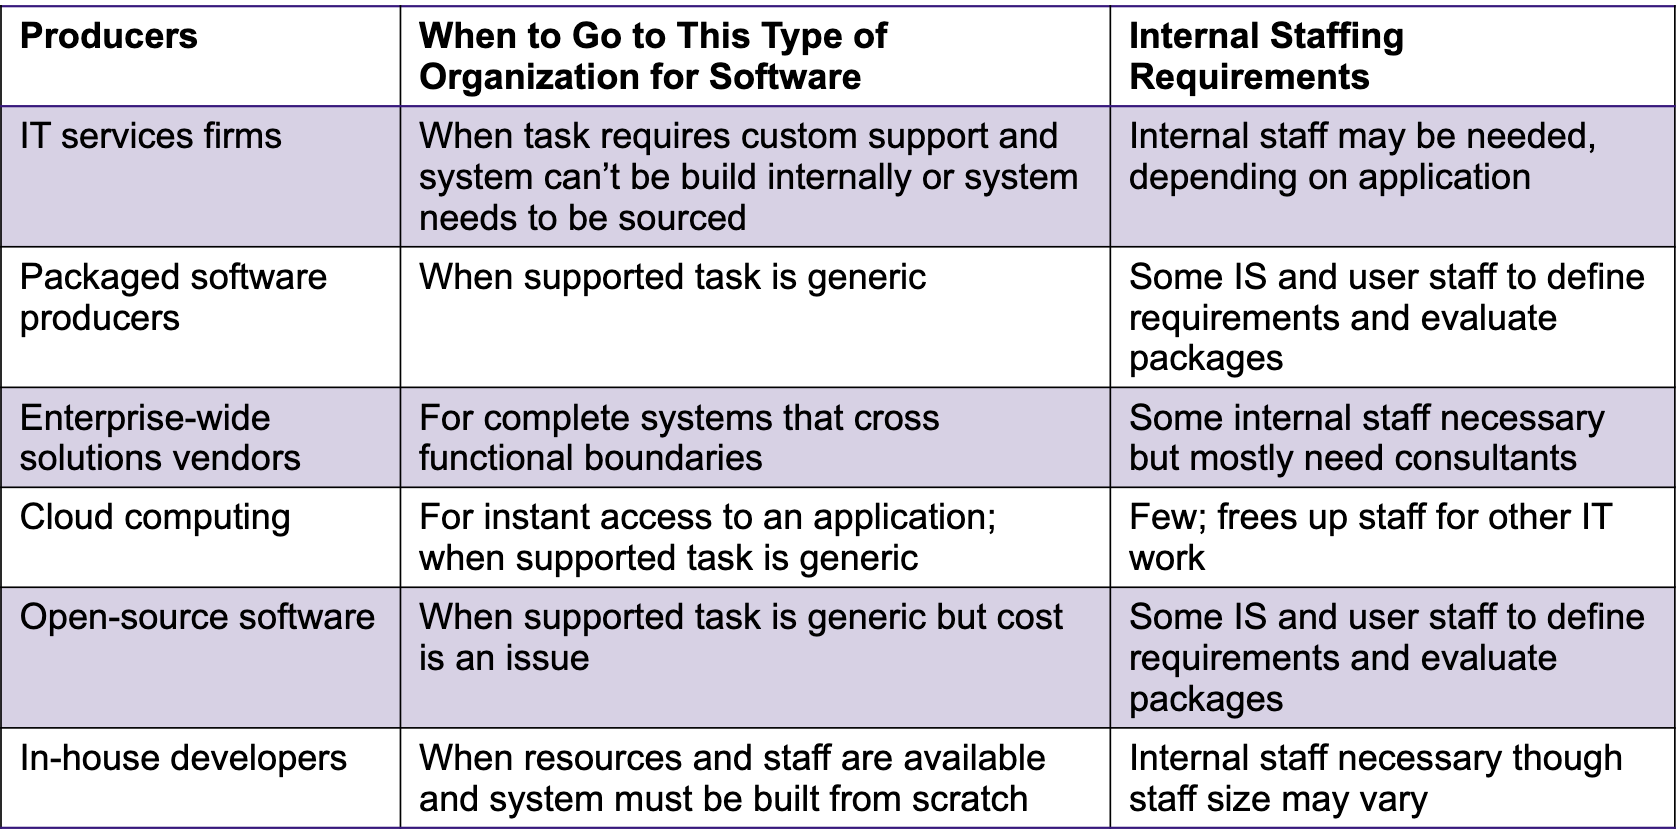 Producers
When to Go to This Type of
Organization for Software
Internal Staffing
Requirements
IT services firms
When task requires custom support and
system can’t be build internally or system
needs to be sourced
Internal staff may be needed,
depending on application
Packaged software
producers
When supported task is generic
Some IS and user staff to define
requirements and evaluate
packages
Enterprise-wide
solutions vendors
For complete systems that cross
functional boundaries
Some internal staff necessary
but mostly need consultants
Cloud computing
For instant access to an application;
when supported task is generic
Few; frees up staff for other IT
work
Open-source software
When supported task is generic but cost
is an issue
Some IS and user staff to define
requirements and evaluate
packages
In-house developers
When resources and staff are available
and system must be built from scratch
Internal staff necessary though
staff size may vary